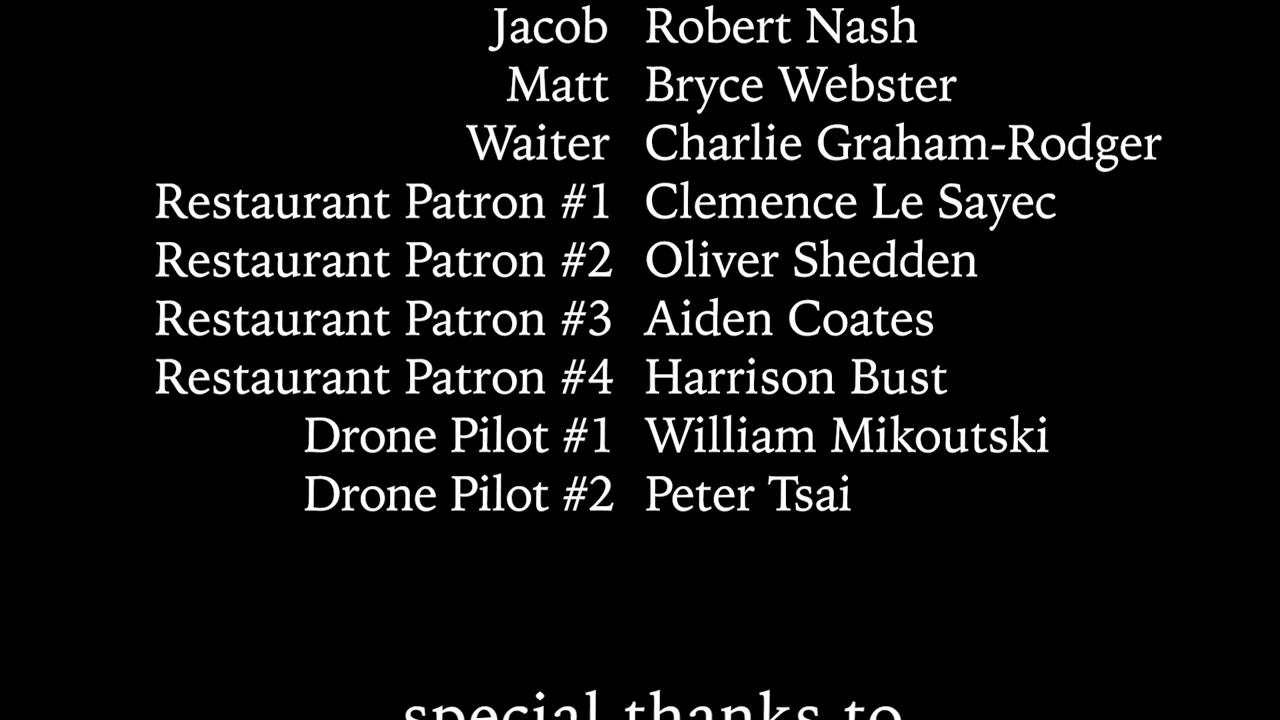 Jacob Robert Nash
Matt Bryce Webster
Waiter Charlie Graham-Rodger
Restaurant Patron #1 Clemence Le Sayec
Restaurant Patron #2 Oliver Shedden
Restaurant Patron #3 Aiden Coates
Restaurant Patron #4 Harrison Bust
Drone Pilot #1 William Mikoutski
Drone Pilot #2 Peter Tsai
special thanks to